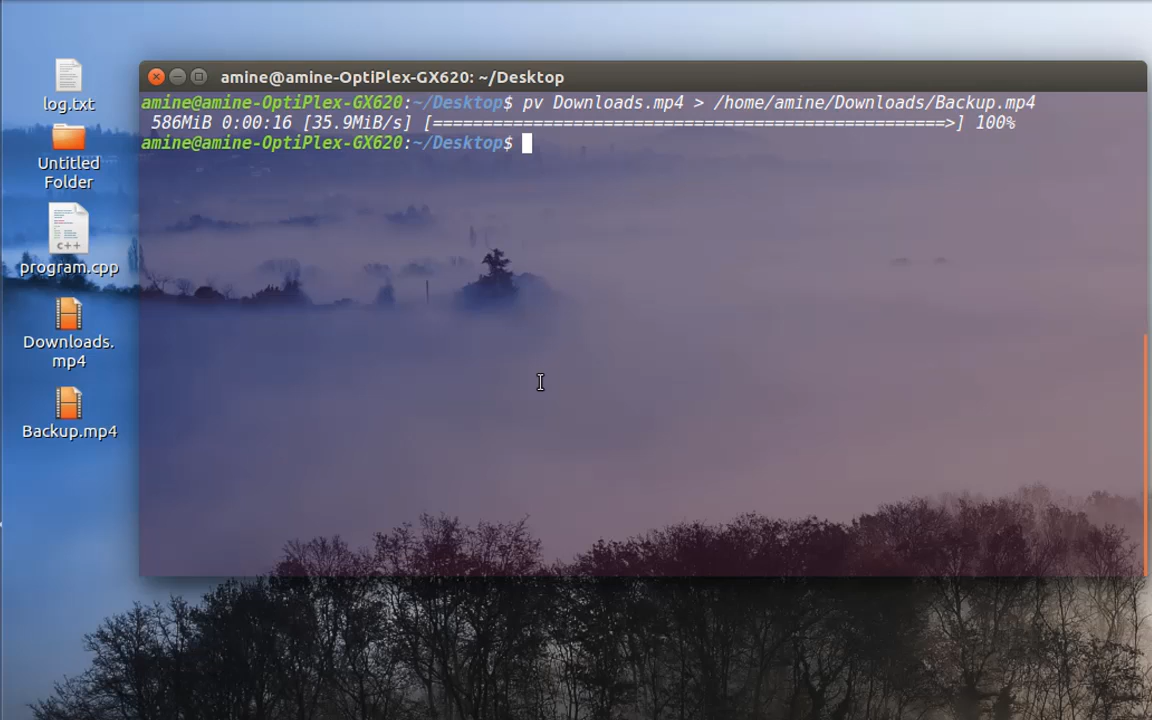 amine@amine-OptiPlex-GX620: ~/Desktop
amine@amine-OptiPlex-GX620:~/Desktop$ pv Downloads.mp4 > /home/amine/Downloads/Backup.mp4
 586MiB 0:00:16 [35.9MiB/s] [===================================================>] 100%
amine@amine-OptiPlex-GX620:~/Desktop$
log.txt
Untitled
Folder
c++
program.cpp
Downloads.
mp4
Backup.mp4